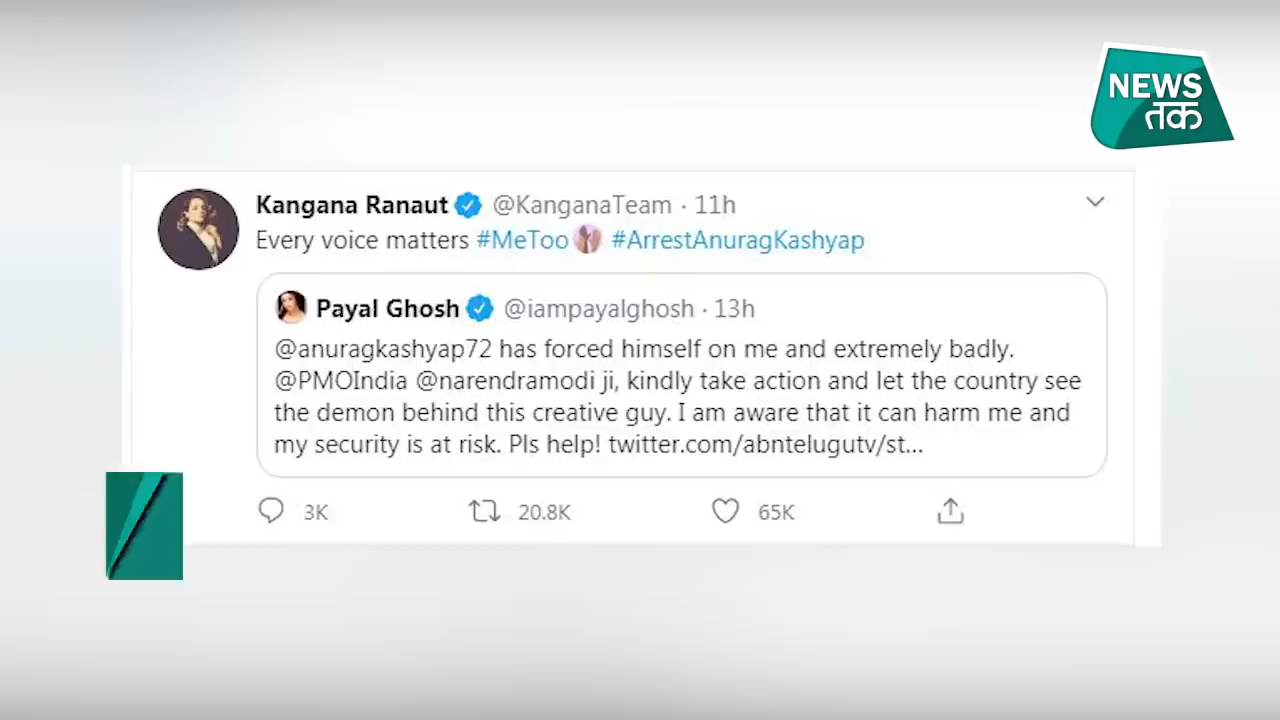 NEWS
तक
Kangana Ranaut @KanganaTeam · 11h
Every voice matters #MeToo #ArrestAnuragKashyap
Payal Ghosh @iampayalghosh · 13h
@anuragkashyap72 has forced himself on me and extremely badly.
@PMOIndia @narendramodi ji, kindly take action and let the country see
the demon behind this creative guy. I am aware that it can harm me and
my security is at risk. Pls help! twitter.com/abntelugutv/st...
3K 20.8K 65K